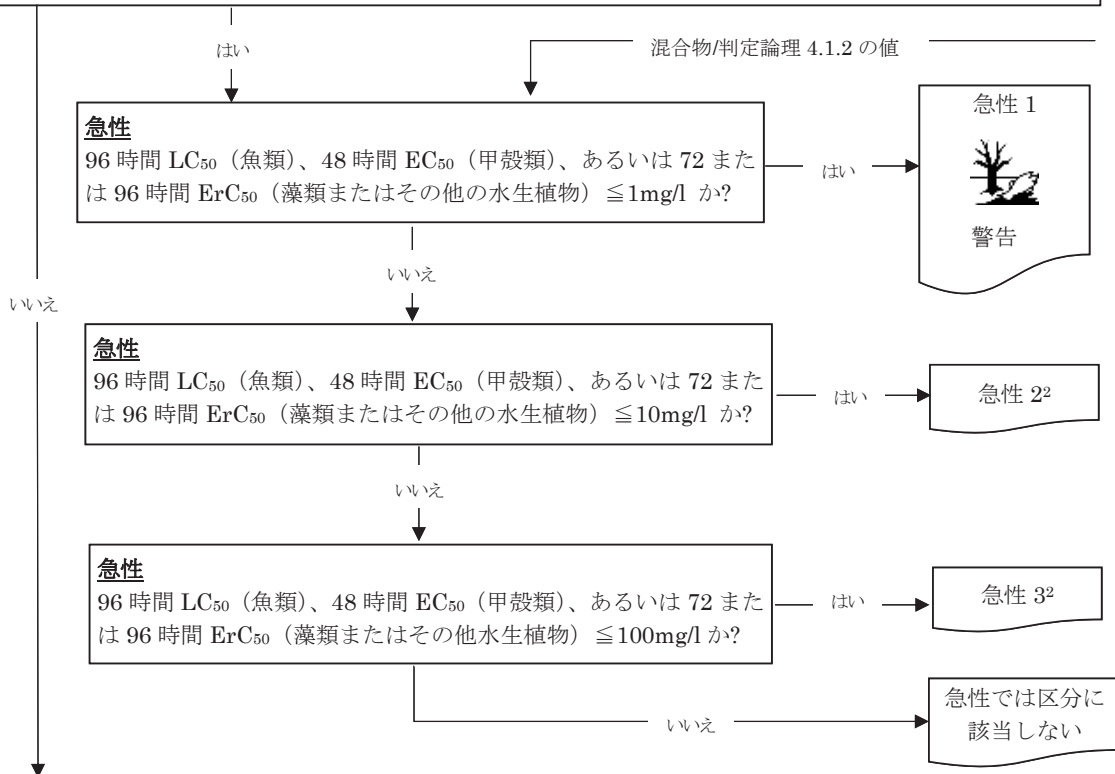 はい
混合物/判定論理 4.1.2 の値
急性
96 時間 LC50（魚類）、48 時間 EC50（甲殻類）、あるいは 72 また
は 96 時間 ErC50（藻類またはその他の水生植物）≦1mg/l か?
はい
急性 1
警告
いいえ
いいえ
急性
96 時間 LC50（魚類）、48 時間 EC50（甲殻類）、あるいは 72 また
は 96 時間 ErC50（藻類またはその他の水生植物）≦10mg/l か?
はい
急性 2²
いいえ
急性
96 時間 LC50（魚類）、48 時間 EC50（甲殻類）、あるいは 72 また
は 96 時間 ErC50（藻類またはその他水生植物）≦100mg/l か?
はい
急性 3²
いいえ
急性では区分に
該当しない